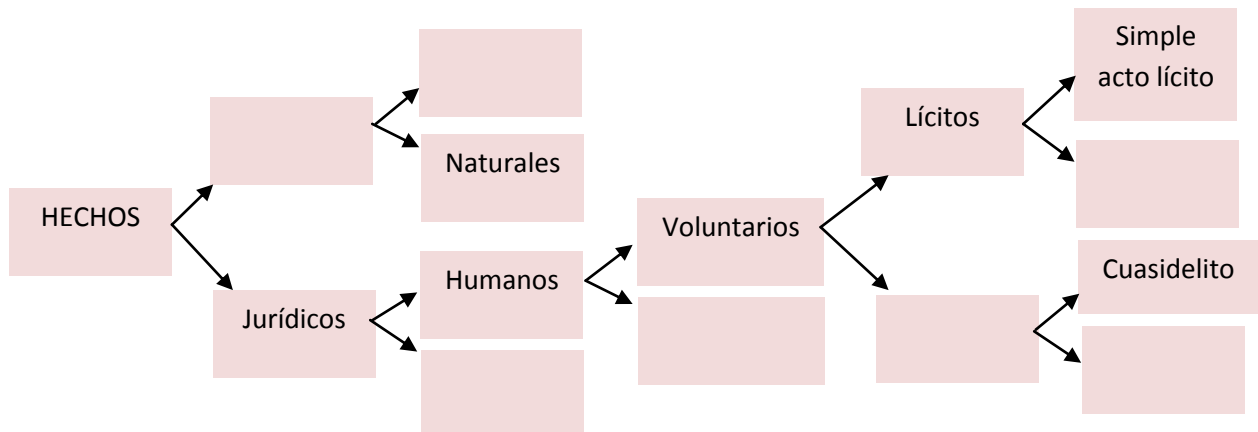 Simple
acto lícito
Lícitos
Naturales
HECHOS
Voluntarios
Humanos
Cuasidelito
Jurídicos